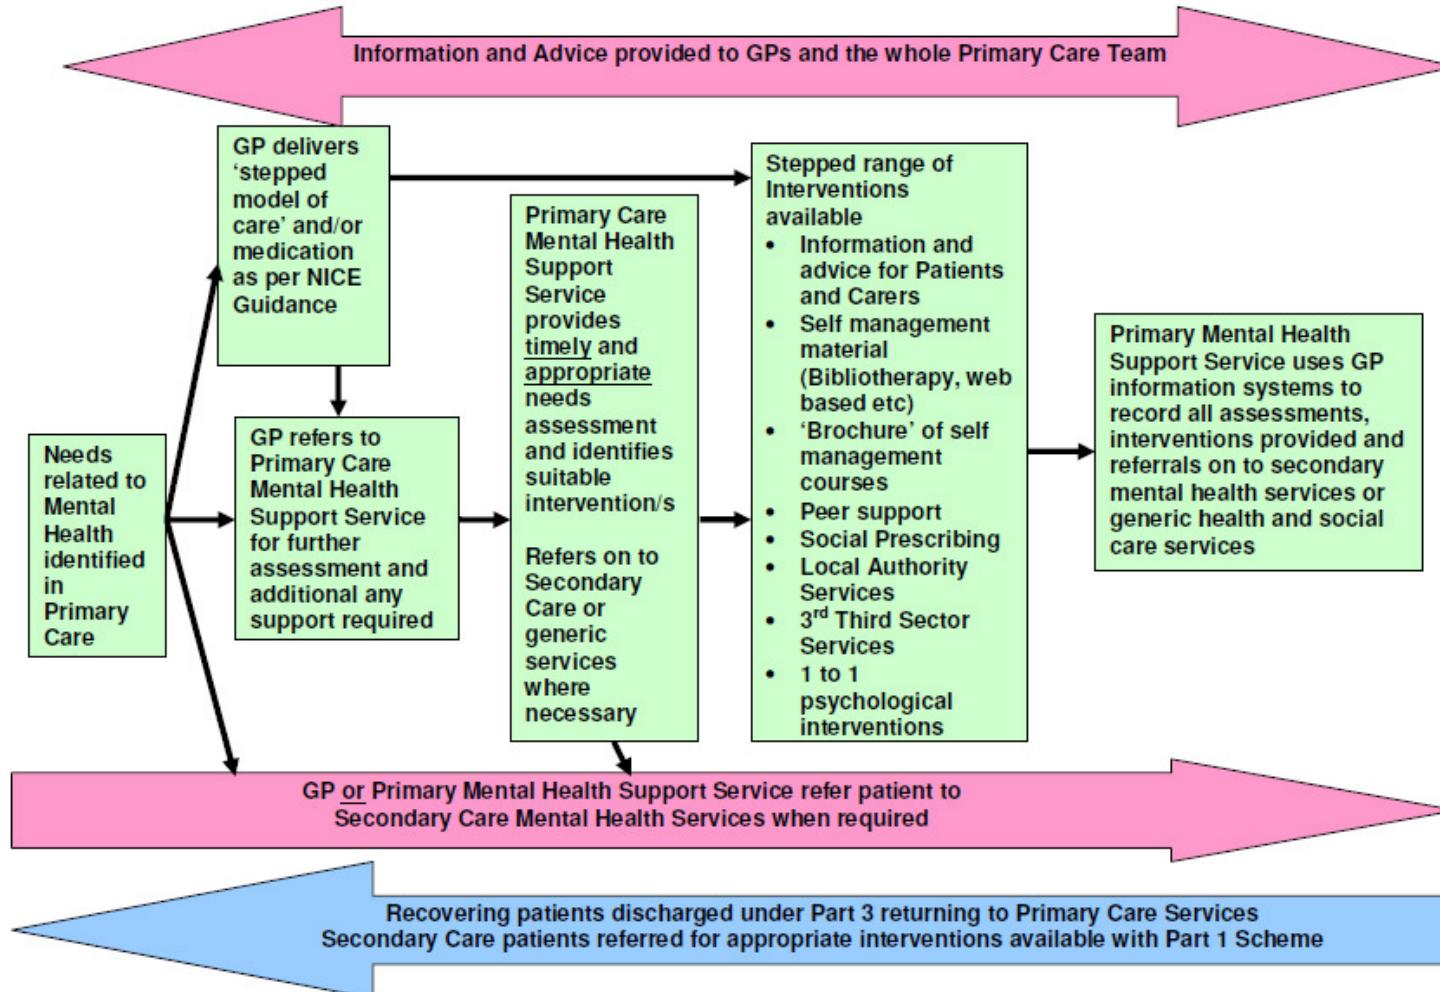 Information and Advice provided to GPs and the whole Primary Care Team
GP delivers
‘stepped
model of
care’ and/or
medication
as per NICE
Guidance
Needs
related to
Mental
Health
identified
in
Primary
Care
GP refers to
Primary Care
Mental Health
Support Service
for further
assessment and
additional any
support required
Primary Care
Mental Health
Support
Service
provides
timely and
appropriate
needs
assessment
and identifies
suitable
intervention/s
Refers on to
Secondary
Care or
generic
services
where
necessary
Stepped range of
Interventions
available
• Information and
advice for Patients
and Carers
• Self management
material
(Bibliotherapy, web
based etc)
• ‘Brochure’ of self
management
courses
• Peer support
• Social Prescribing
• Local Authority
Services
• 3rd Third Sector
Services
• 1 to 1
psychological
interventions
Primary Mental Health
Support Service uses GP
information systems to
record all assessments,
interventions provided and
referrals on to secondary
mental health services or
generic health and social
care services
GP or Primary Mental Health Support Service refer patient to
Secondary Care Mental Health Services when required
Recovering patients discharged under Part 3 returning to Primary Care Services
Secondary Care patients referred for appropriate interventions available with Part 1 Scheme